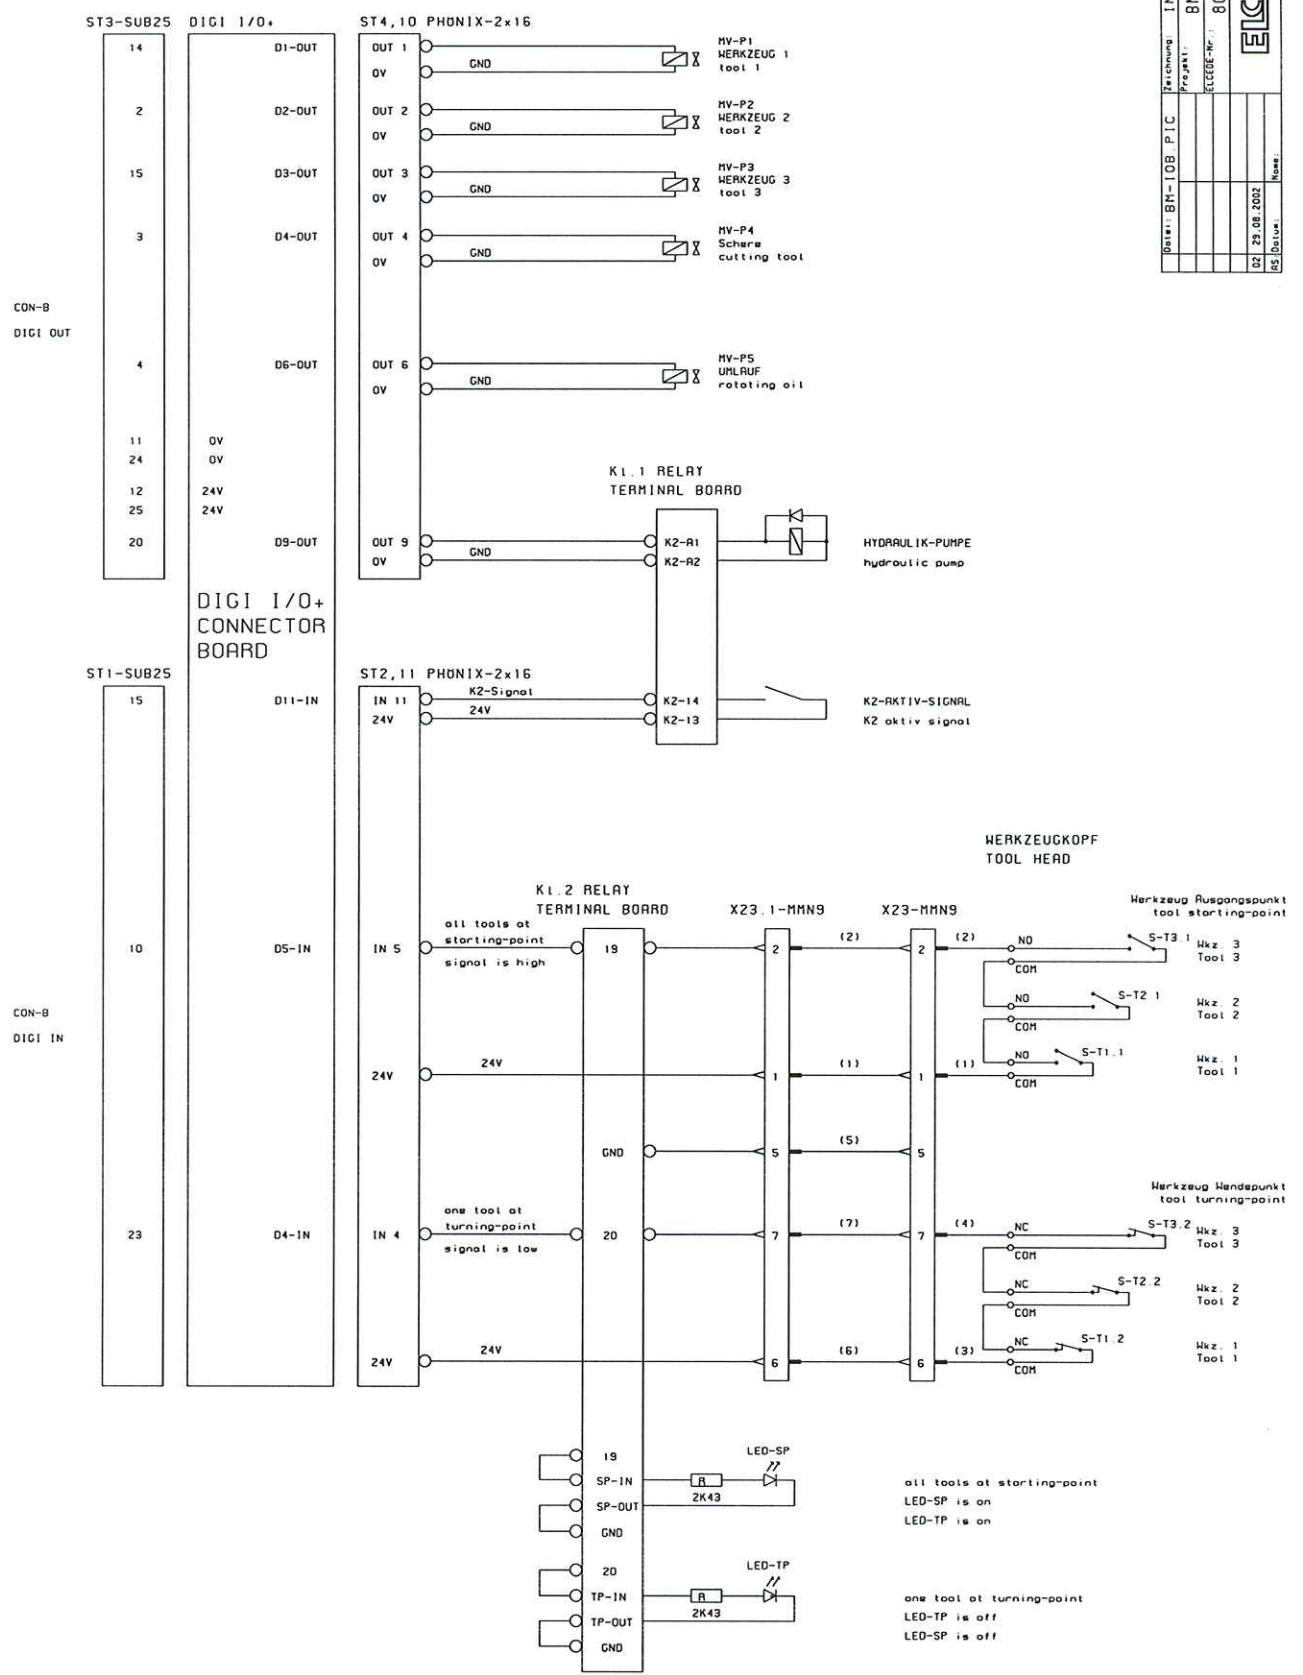 ST3-SUB25 DIGI I/O+ ST4,10 PHÖNIX-2x16
14 D1-OUT OUT 1 MV-P1
WERKZEUG 1
0V GND tool 1
2 D2-OUT OUT 2 MV-P2
WERKZEUG 2
0V GND tool 2
15 D3-OUT OUT 3 MV-P3
WERKZEUG 3
0V GND tool 3
3 D4-OUT OUT 4 MV-P4
Schere
0V GND cutting tool
CON-B
DIGI OUT
4 D6-OUT OUT 6 MV-P5
UMLAUF
0V GND rotating oil
11 0V
24 0V
12 24V
25 24V
KL.1 RELAY
TERMINAL BOARD
20 D9-OUT OUT 9 K2-A1 HYDRAULIK-PUMPE
0V GND K2-A2 hydraulic pump
DIGI I/O+
CONNECTOR
BOARD
ST1-SUB25 ST2,11 PHÖNIX-2x16
15 D11-IN IN 11 K2-Signal K2-14 K2-AKTIV-SIGNAL
24V 24V K2-13 K2 aktiv signal
WERKZEUGKOPF
TOOL HEAD
KL.2 RELAY
TERMINAL BOARD X23.1-MMN9 X23-MMN9
Werkzeug Ausgangspunkt
tool starting-point
all tools at
starting-point
signal is high
10 D5-IN IN 5 19 2 (2) 2 (2) NO S-T3.1 Wkz. 3
COM Tool 3
NO S-T2 1 Wkz. 2
COM Tool 2
NO S-T1.1 Wkz. 1
COM Tool 1
24V 24V 1 (1) 1 (1)
CON-B
DIGI IN
GND 5 (5) 5
Werkzeug Wendepunkt
tool turning-point
one tool at
turning-point
signal is low
23 D4-IN IN 4 20 7 (7) 7 (4) NC S-T3.2 Wkz. 3
COM Tool 3
NC S-T2.2 Wkz. 2
COM Tool 2
NC S-T1.2 Wkz. 1
COM Tool 1
24V 24V 6 (6) 6 (3)
19 LED-SP
SP-IN R
2K43
SP-OUT
GND
all tools at starting-point
LED-SP is on
LED-TP is on
20 LED-TP
TP-IN R
2K43
TP-OUT
GND
one tool at turning-point
LED-TP is off
LED-SP is off
Datei: BM-IOB.PIC Zeichnung:
Projekt:
ELCEDE-Nr.:
02 29.08.2002
AS: Datum: Name: